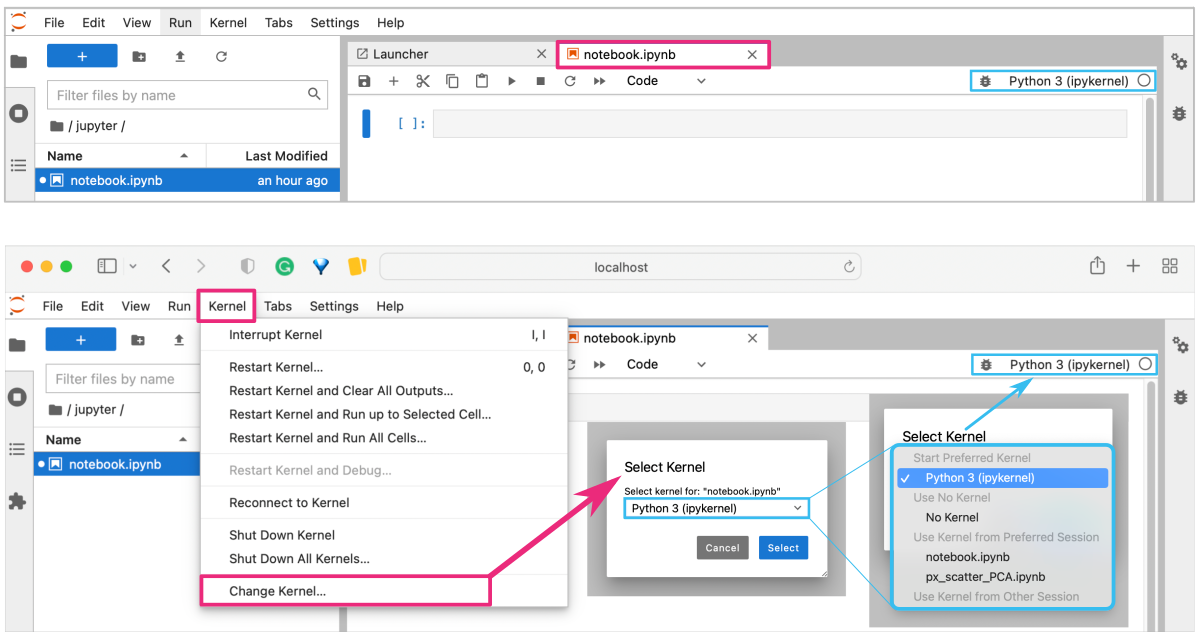 File Edit View Run Kernel Tabs Settings Help
+
Launcher
notebook.ipynb
Filter files by name
Code
Python 3 (ipykernel)
/ jupyter /
[ ]:
Name
Last Modified
notebook.ipynb
an hour ago
localhost
File Edit View Run Kernel Tabs Settings Help
+
Filter files by name
/ jupyter /
Name
notebook.ipynb
Interrupt Kernel I, I
Restart Kernel... 0, 0
Restart Kernel and Clear All Outputs...
Restart Kernel and Run up to Selected Cell...
Restart Kernel and Run All Cells...
Restart Kernel and Debug...
Reconnect to Kernel
Shut Down Kernel
Shut Down All Kernels...
Change Kernel...
notebook.ipynb
Code
Python 3 (ipykernel)
Select Kernel
Select kernel for: "notebook.ipynb"
Python 3 (ipykernel)
Cancel
Select
Select Kernel
Start Preferred Kernel
✓ Python 3 (ipykernel)
Use No Kernel
No Kernel
Use Kernel from Preferred Session
notebook.ipynb
px_scatter_PCA.ipynb
Use Kernel from Other Session